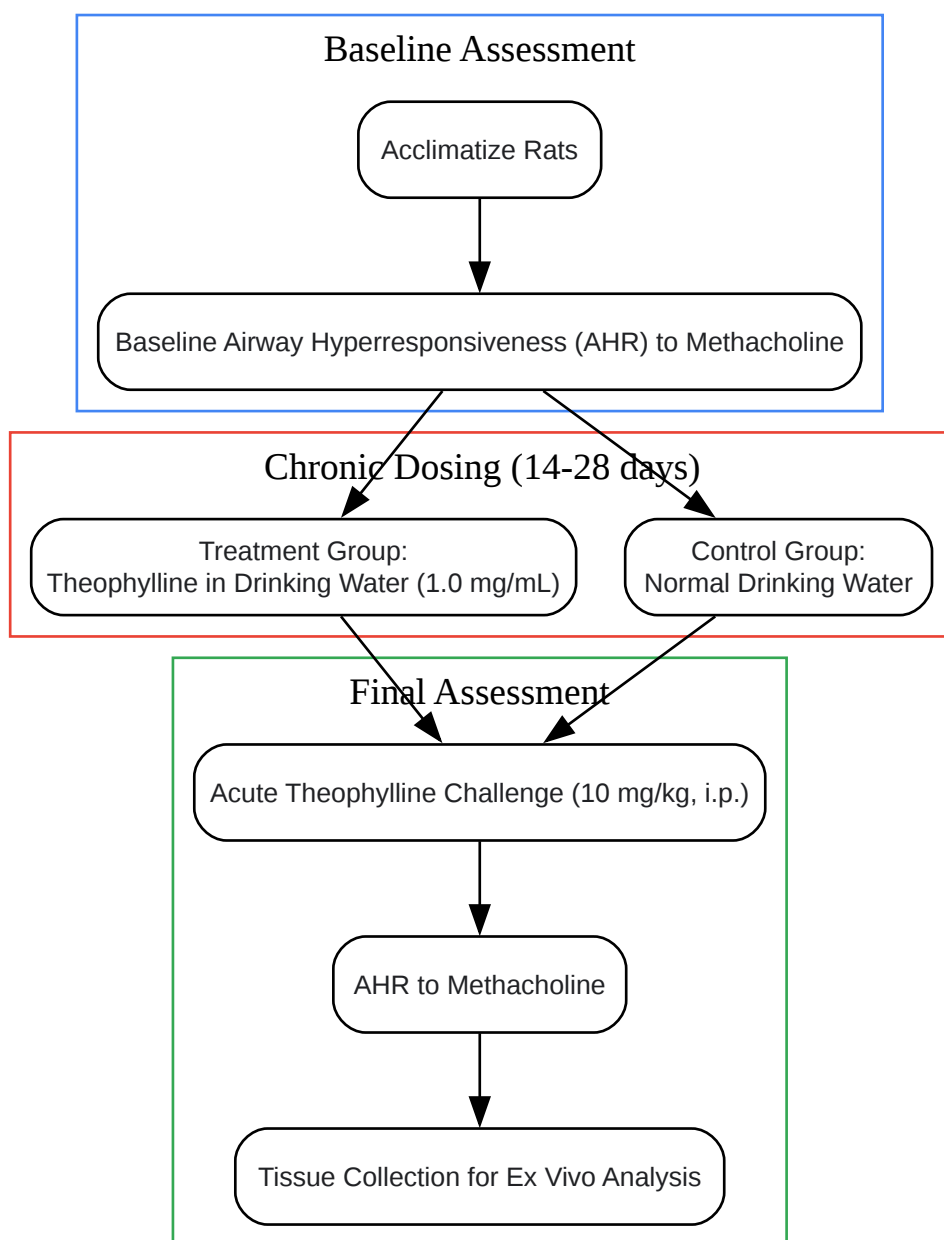 Baseline Assessment
Acclimatize Rats
Baseline Airway Hyperresponsiveness (AHR) to Methacholine
Chronic Dosing (14-28 days)
Treatment Group:
Theophylline in Drinking Water (1.0 mg/mL)
Control Group:
Normal Drinking Water
Final Assessment
Acute Theophylline Challenge (10 mg/kg, i.p.)
AHR to Methacholine
Tissue Collection for Ex Vivo Analysis